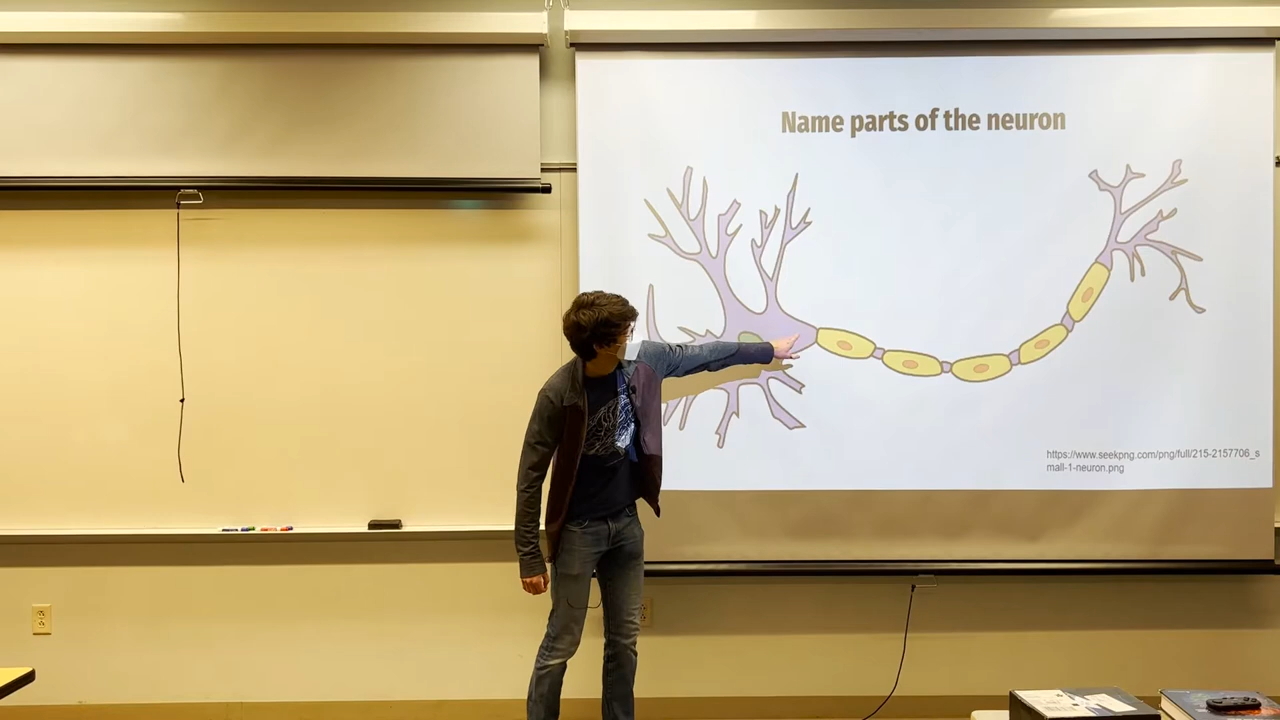 Name parts of the neuron
https://www.seekpng.com/png/full/215-2157706_s
mall-1-neuron.png